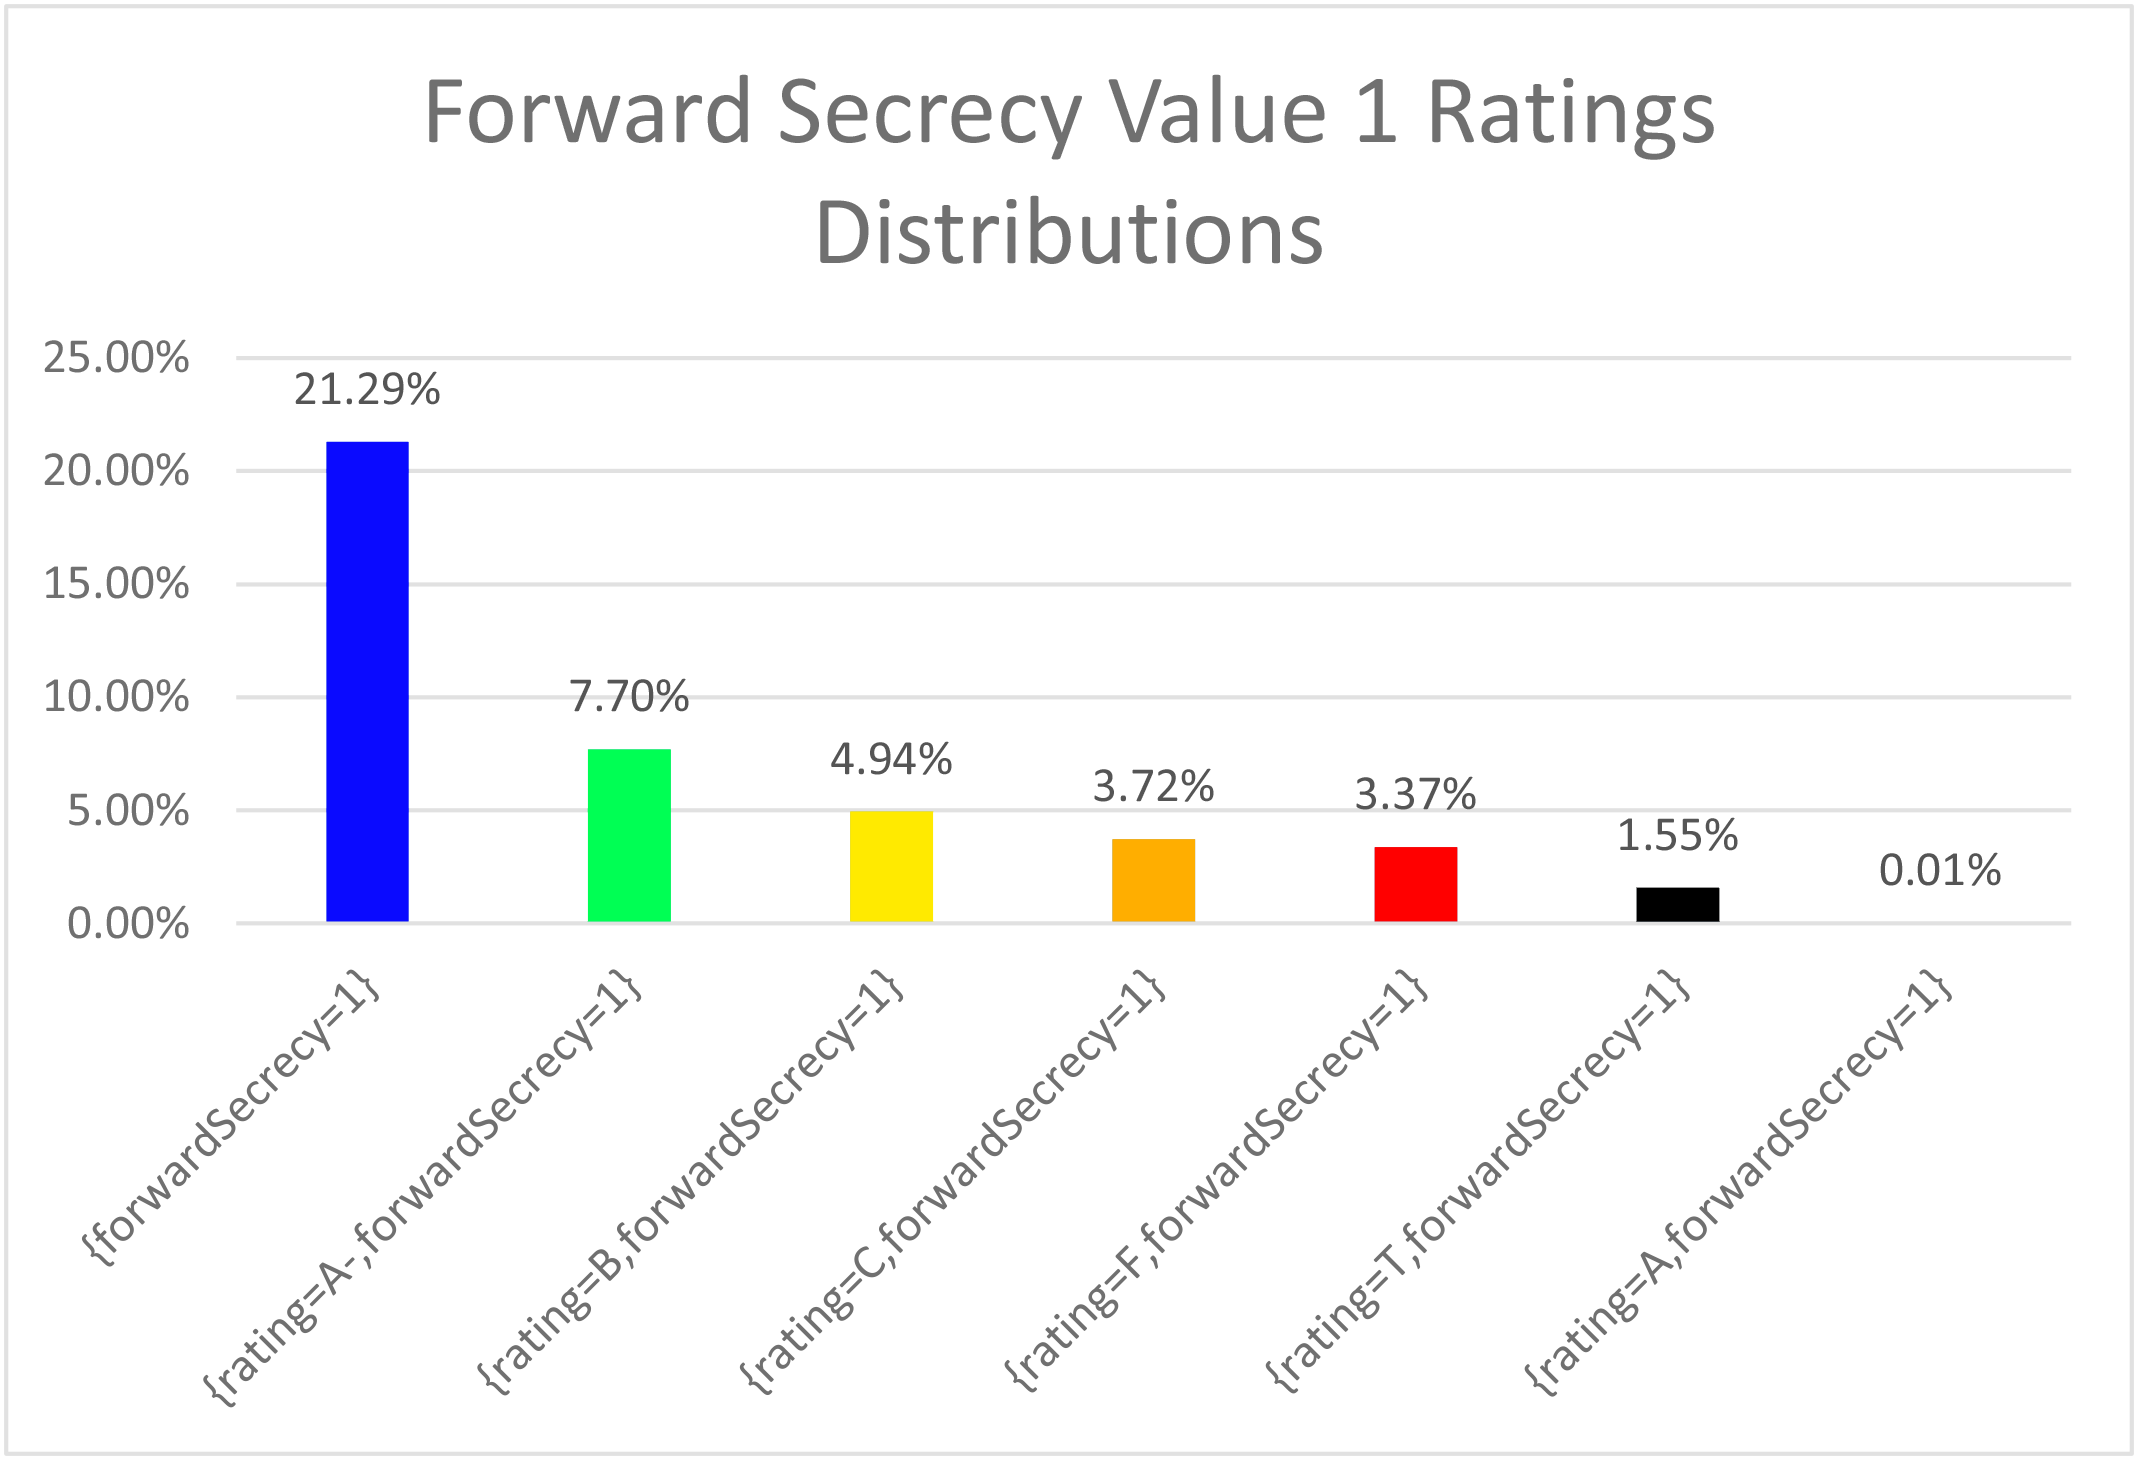 Forward Secrecy Value 1 Ratings
Distributions
25.00%
20.00%
15.00%
10.00%
5.00%
0.00%
21.29%
7.70%
4.94%
3.72%
3.37%
1.55%
0.01%
{forwardSecrecy=1}
{rating=A-,forwardSecrecy=1}
{rating=B,forwardSecrecy=1}
{rating=C,forwardSecrecy=1}
{rating=F,forwardSecrecy=1}
{rating=T,forwardSecrecy=1}
{rating=A,forwardSecrecy=1}